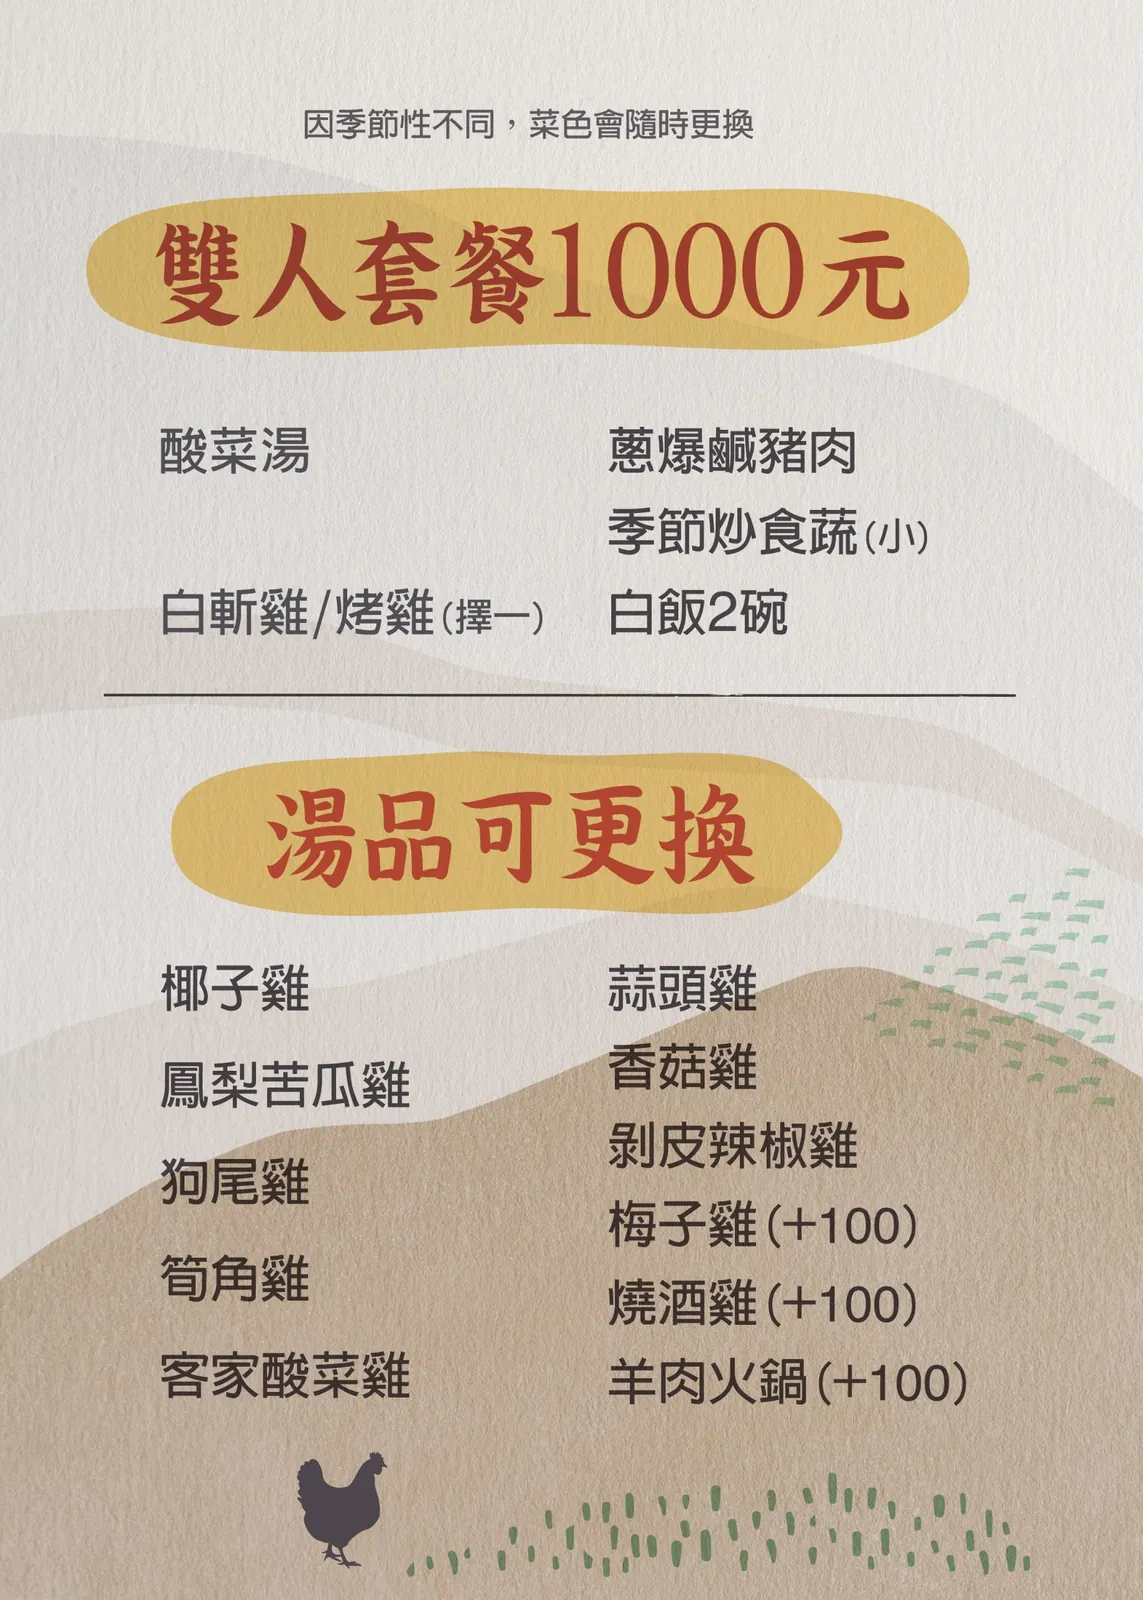 因季節性不同，菜色會隨時更換
雙人套餐1000元
酸菜湯
蔥爆鹹豬肉
季節炒食蔬(小)
白斬雞/烤雞(擇一)
白飯2碗
湯品可更換
椰子雞
鳳梨苦瓜雞
狗尾雞
筍角雞
客家酸菜雞
蒜頭雞
香菇雞
剝皮辣椒雞
梅子雞(+100)
燒酒雞(+100)
羊肉火鍋(+100)